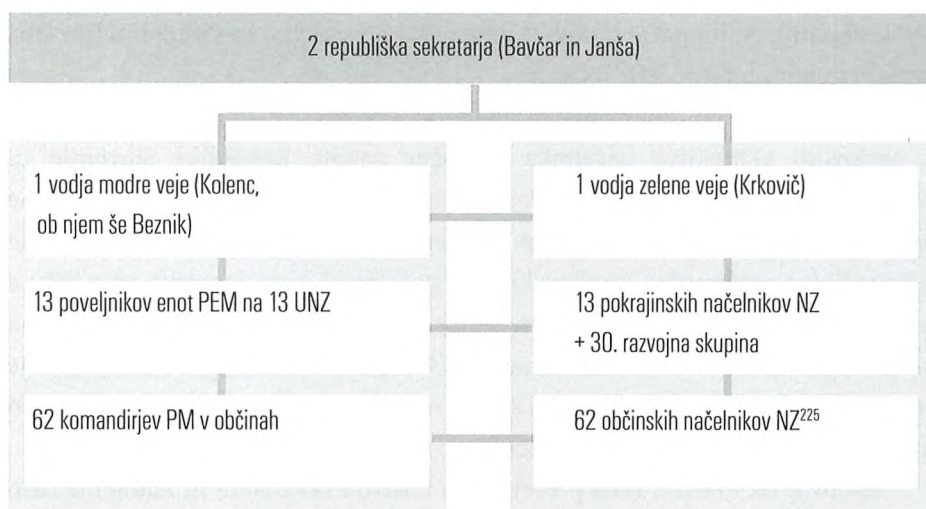 2 republiška sekretarja (Bavčar in Janša)
1 vodja modre veje (Kolenc,
ob njem še Beznik)
1 vodja zelene veje (Krkovič)
13 poveljnikov enot PEM na 13 UNZ
13 pokrajinskih načelnikov NZ
+ 30. razvojna skupina
62 komandirjev PM v občinah
62 občinskih načelnikov NZ225